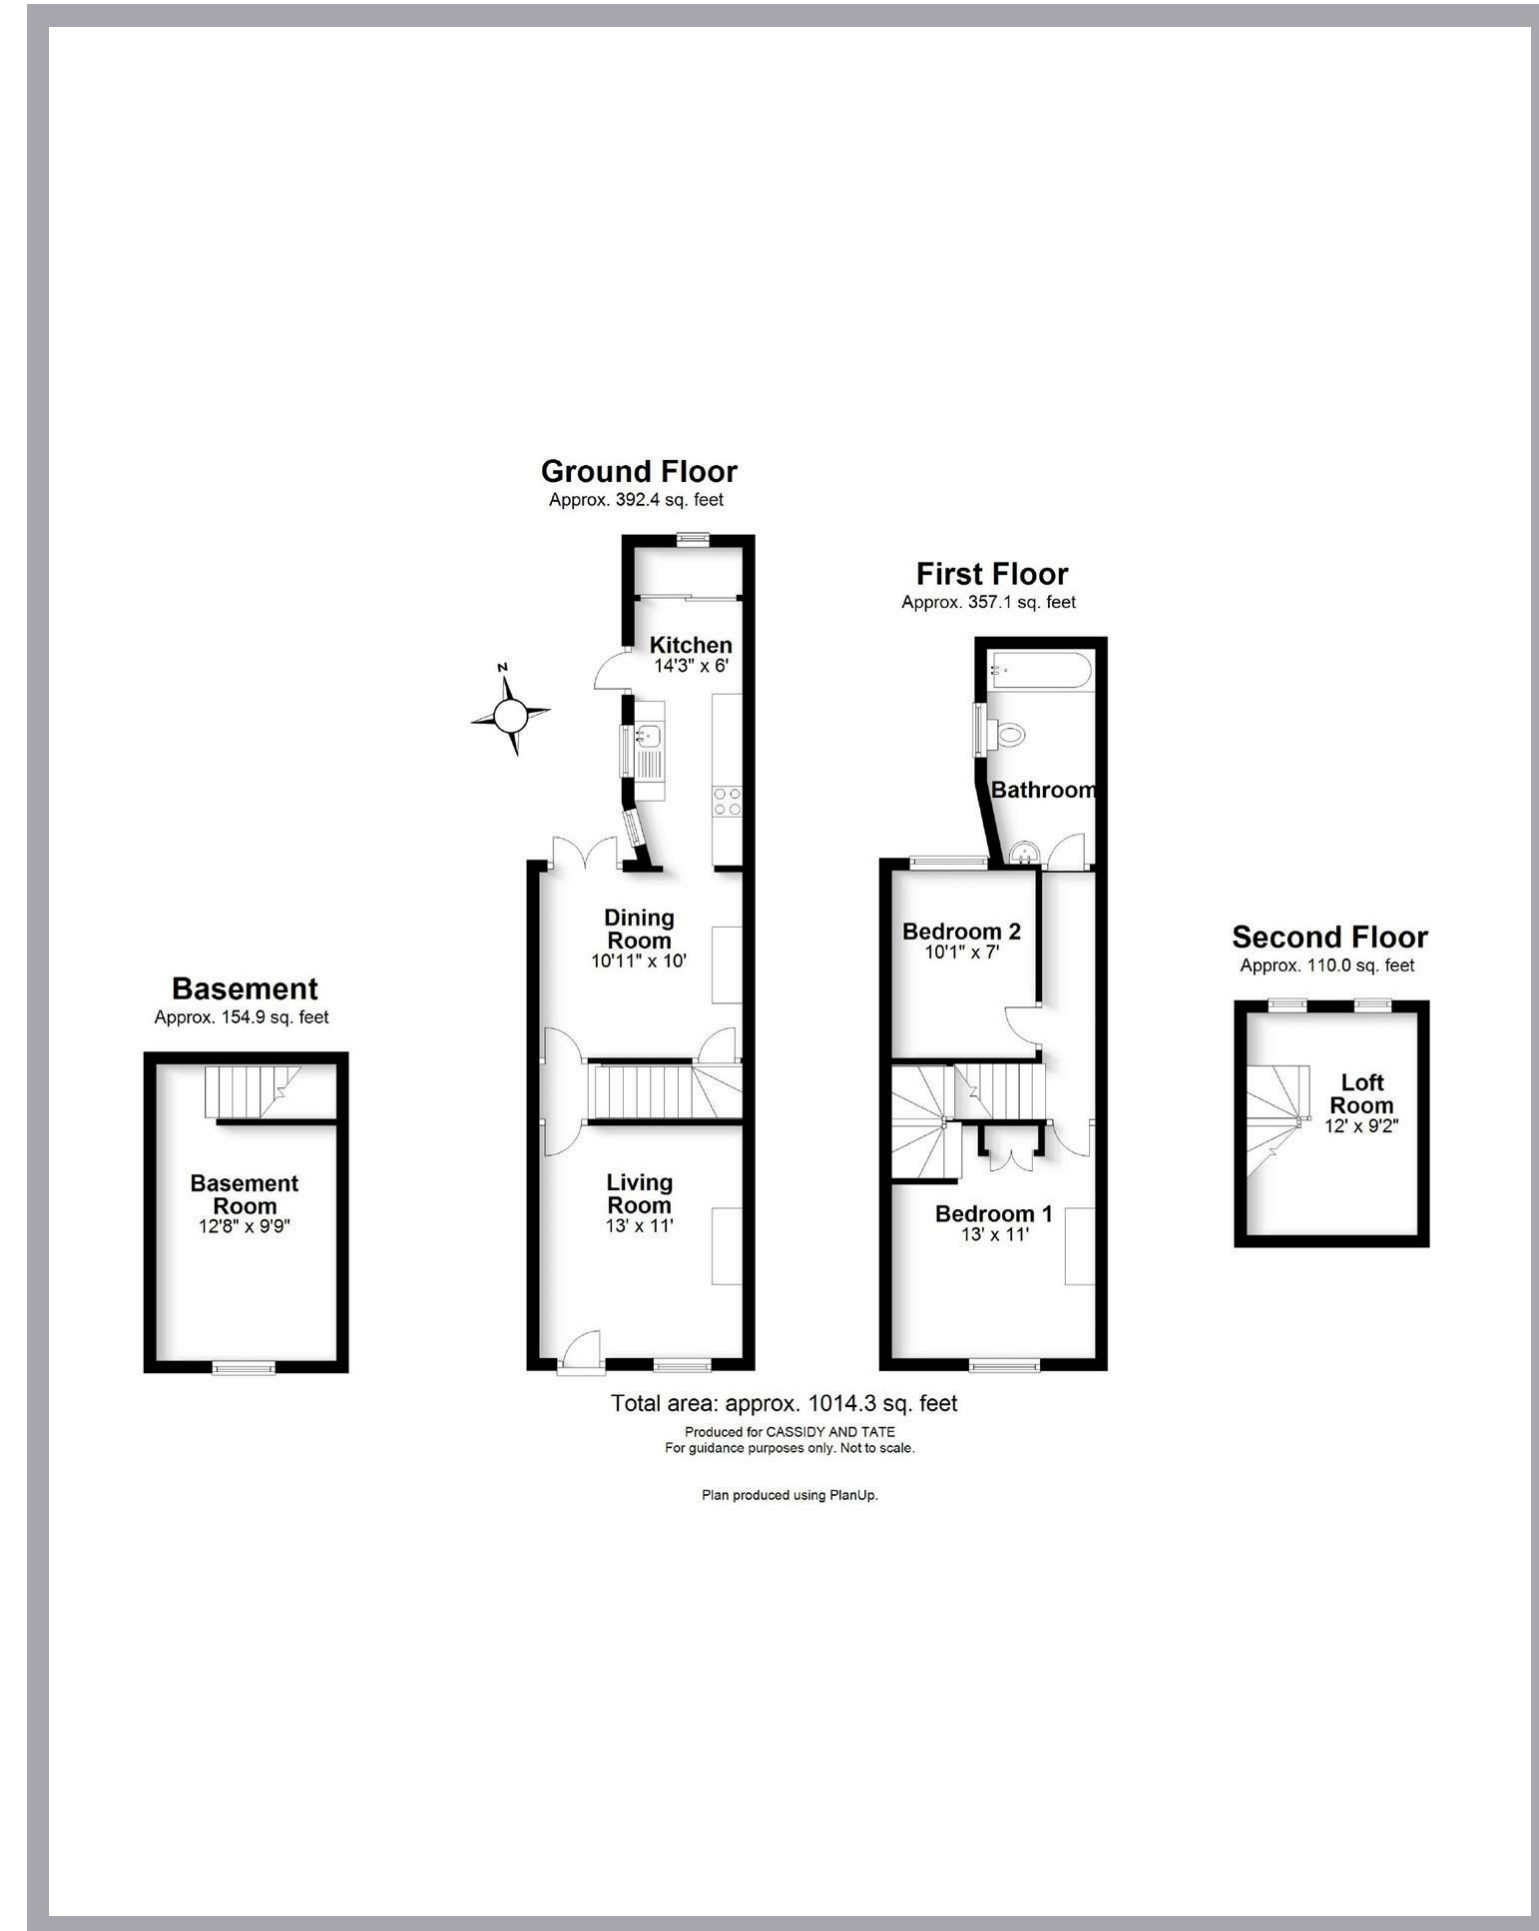 Ground Floor
Approx. 392.4 sq. feet
Kitchen
14'3" x 6'
N
Dining
Room
10'11" x 10'
Living
Room
13' x 11'
First Floor
Approx. 357.1 sq. feet
Bathroom
Bedroom 2
10'1" x 7'
Bedroom 1
13' x 11'
Second Floor
Approx. 110.0 sq. feet
Loft
Room
12' x 9'2"
Basement
Approx. 154.9 sq. feet
Basement
Room
12'8" x 9'9"
Total area: approx. 1014.3 sq. feet
Produced for CASSIDY AND TATE
For guidance purposes only. Not to scale.
Plan produced using PlanUp.